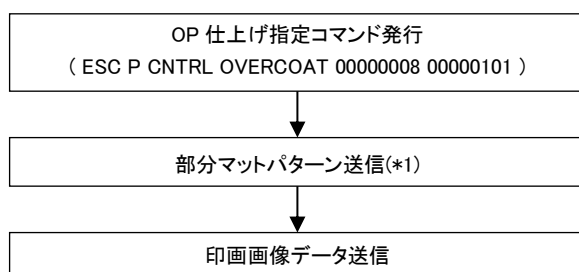 OP 仕上げ指定コマンド発行
( ESC P CNTRL OVERCOAT 00000008 00000101 )
部分マットパターン送信(*1)
印画画像データ送信